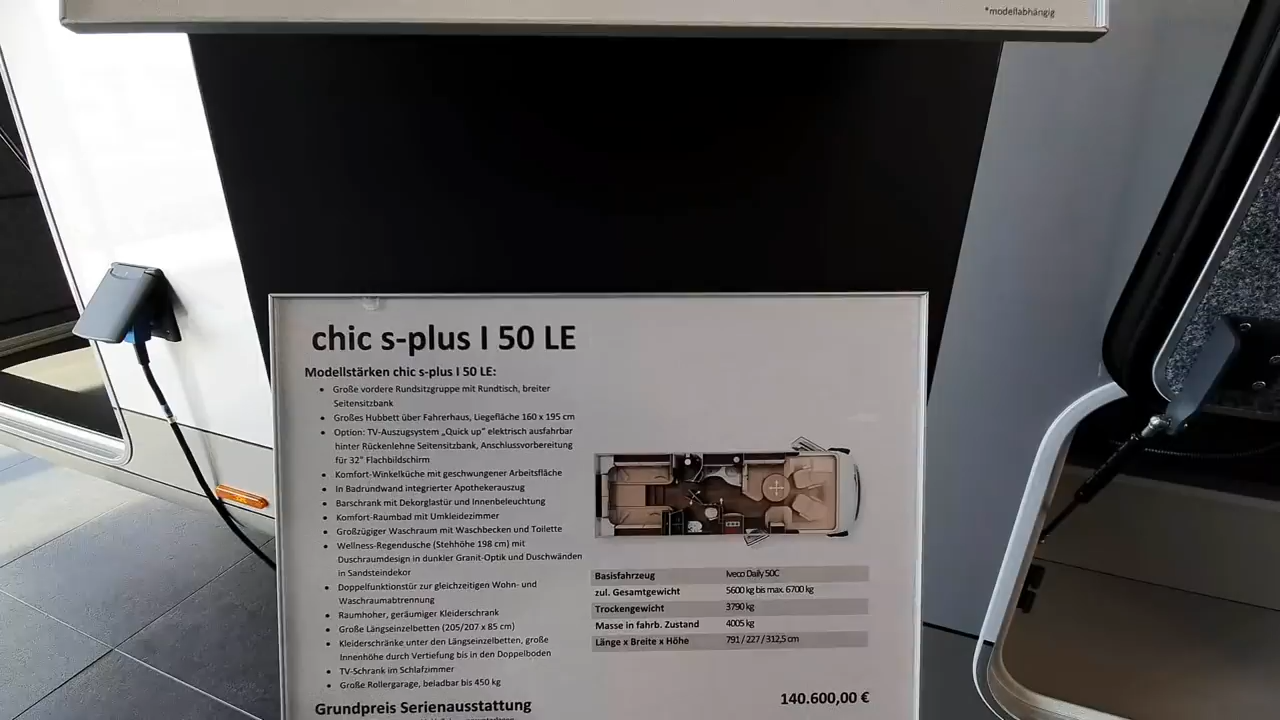 *modellabhängig
chic s-plus I 50 LE
Modellstärken chic s-plus I 50 LE:
• Große vordere Rundsitzgruppe mit Rundtisch, breiter
Seitensitzbank
• Großes Hubbett über Fahrerhaus, Liegefläche 160 x 195 cm
• Option: TV-Auszugsystem „Quick up" elektrisch ausfahrbar
hinter Rückenlehne Seitensitzbank, Anschlussvorbereitung
für 32" Flachbildschirm
• Komfort-Winkelküche mit geschwungener Arbeitsfläche
• In Badrundwand integrierter Apothekerauszug
• Barschrank mit Dekorglastür und Innenbeleuchtung
• Komfort-Raumbad mit Umkleidezimmer
• Großzügiger Waschraum mit Waschbecken und Toilette
• Wellness-Regendusche (Stehhöhe 198 cm) mit
Duschraumdesign in dunkler Granit-Optik und Duschwänden
in Sandsteindekor
• Doppelfunktionstür zur gleichzeitigen Wohn- und
Waschraumabtrennung
• Raumhoher, geräumiger Kleiderschrank
• Große Längseinzelbetten (205/207 x 85 cm)
• Kleiderschränke unter den Längseinzelbetten, große
Innenhöhe durch Vertiefung bis in den Doppelboden
• TV-Schrank im Schlafzimmer
• Große Rollergarage, beladbar bis 450 kg
Basisfahrzeug Iveco Daily 50C
zul. Gesamtgewicht 5600 kg bis max. 6700 kg
Trockengewicht 3790 kg
Masse in fahrb. Zustand 4005 kg
Länge x Breite x Höhe 791 / 227 / 312,5 cm
Grundpreis Serienausstattung 140.600,00 €